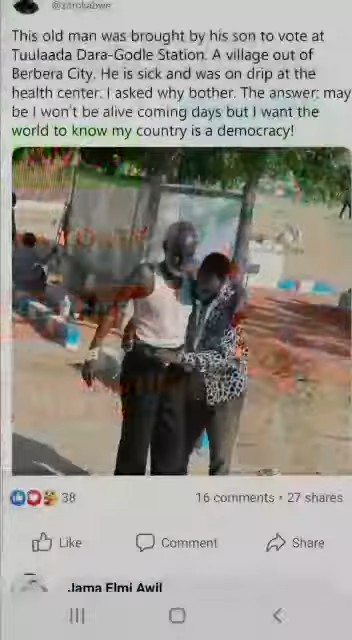 This old man was brought by his son to vote at
Tuulaada Dara-Godle Station. A village out of
Berbera City. He is sick and was on drip at the
health center. I asked why bother. The answer: may
be I won't be alive coming days but I want the
world to know my country is a democracy!
38
16 comments • 27 shares
Like
Comment
Share
Jama Elmi Awil